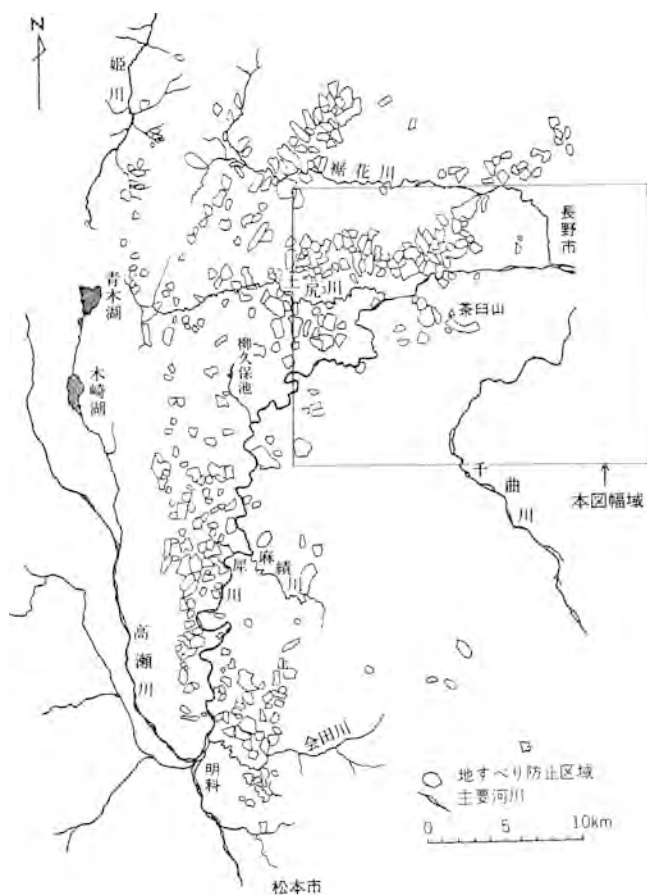 N
姫川
裾花川
長野市
土尻川
青木湖
茶臼山
柳久保池
木崎湖
千曲川
本図幅域
麻績川
犀川
高瀬川
会田川
明科
地すべり防止区域
主要河川
0 5 10km
松本市